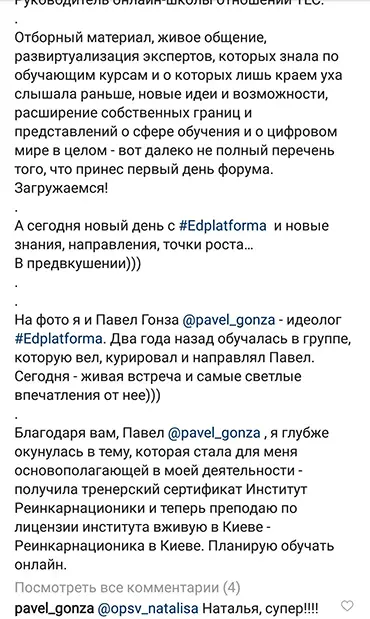 Руководитель онлайн-школы отношений YES.
.
Отборный материал, живое общение,
развиртуализация экспертов, которых знала по
обучающим курсам и о которых лишь краем уха
слышала раньше, новые идеи и возможности,
расширение собственных границ и
представлений о сфере обучения и о цифровом
мире в целом - вот далеко не полный перечень
того, что принес первый день форума.
Загружаемся!
.
А сегодня новый день с #Edplatforma и новые
знания, направления, точки роста...
В предвкушении)))
.
.
На фото я и Павел Гонза @pavel_gonza - идеолог
#Edplatforma. Два года назад обучалась в группе,
которую вел, курировал и направлял Павел.
Сегодня - живая встреча и самые светлые
впечатления от нее)))
.
Благодаря вам, Павел @pavel_gonza , я глубже
окунулась в тему, которая стала для меня
основополагающей в моей деятельности -
получила тренерский сертификат Институт
Реинкарнационики и теперь преподаю по
лицензии института вживую в Киеве -
Реинкарнационика в Киеве. Планирую обучать
онлайн.
Посмотреть все комментарии (4)
pavel_gonza @opsv_natalisa Наталья, супер!!!!